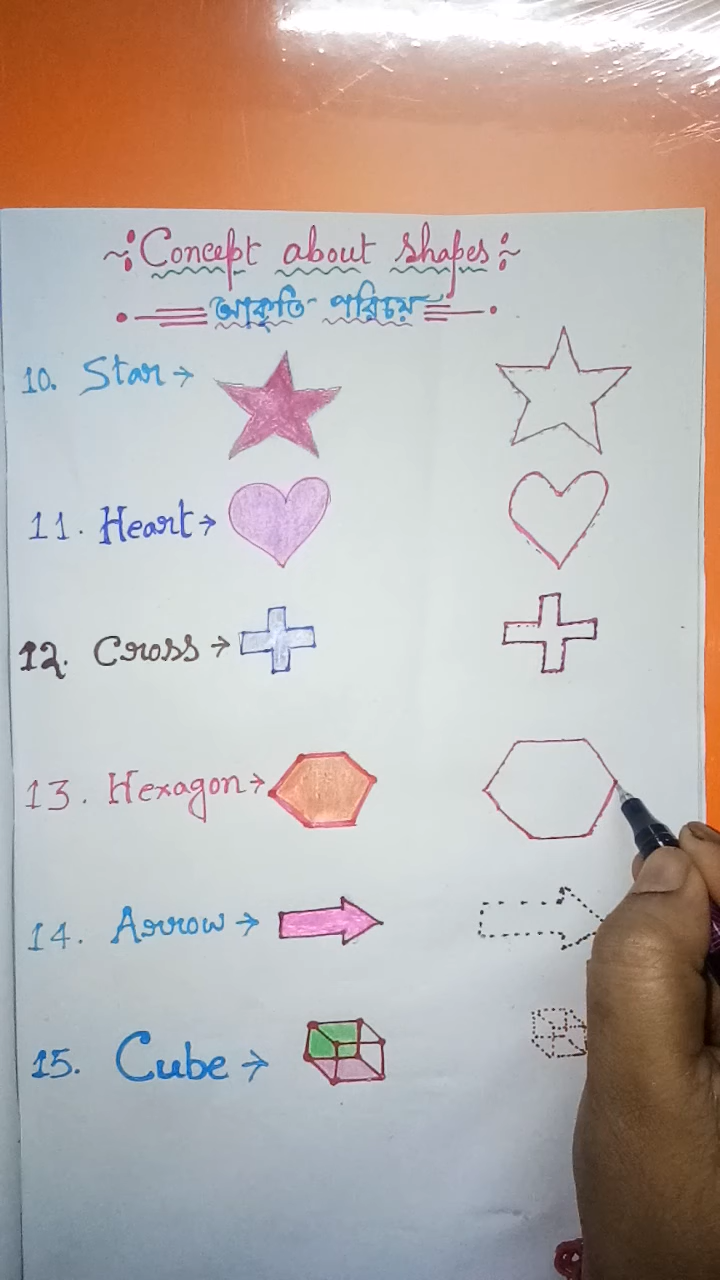 Concept about shapes
আকৃতি পরিচয়
10. Star →
11. Heart →
12. Cross →
13. Hexagon →
14. Arrow →
15. Cube →